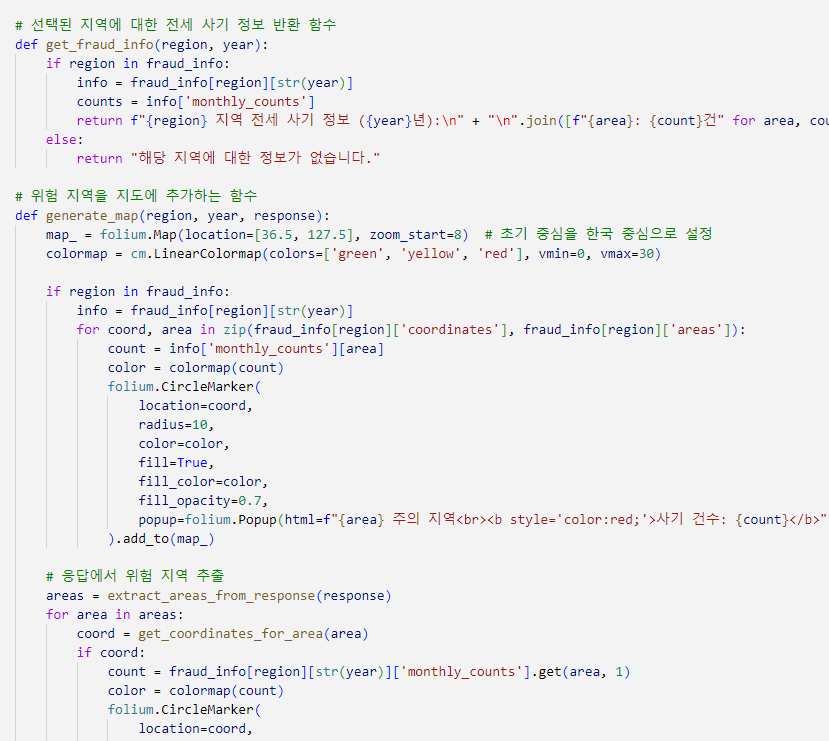 # 선택된 지역에 대한 전세 사기 정보 반환 함수
def get_fraud_info(region, year):
    if region in fraud_info:
        info = fraud_info[region][str(year)]
        counts = info['monthly_counts']
        return f"{region} 지역 전세 사기 정보 ({year}년):\n" + "\n".join([f"{area}: {count}건" for area, cou
    else:
        return "해당 지역에 대한 정보가 없습니다."

# 위험 지역을 지도에 추가하는 함수
def generate_map(region, year, response):
    map_ = folium.Map(location=[36.5, 127.5], zoom_start=8)  # 초기 중심을 한국 중심으로 설정
    colormap = cm.LinearColormap(colors=['green', 'yellow', 'red'], vmin=0, vmax=30)

    if region in fraud_info:
        info = fraud_info[region][str(year)]
        for coord, area in zip(fraud_info[region]['coordinates'], fraud_info[region]['areas']):
            count = info['monthly_counts'][area]
            color = colormap(count)
            folium.CircleMarker(
                location=coord,
                radius=10,
                color=color,
                fill=True,
                fill_color=color,
                fill_opacity=0.7,
                popup=folium.Popup(html=f"{area} 주의 지역<br><b style='color:red;'>사기 건수: {count}</b>"
            ).add_to(map_)

    # 응답에서 위험 지역 추출
    areas = extract_areas_from_response(response)
    for area in areas:
        coord = get_coordinates_for_area(area)
        if coord:
            count = fraud_info[region][str(year)]['monthly_counts'].get(area, 1)
            color = colormap(count)
            folium.CircleMarker(
                location=coord,